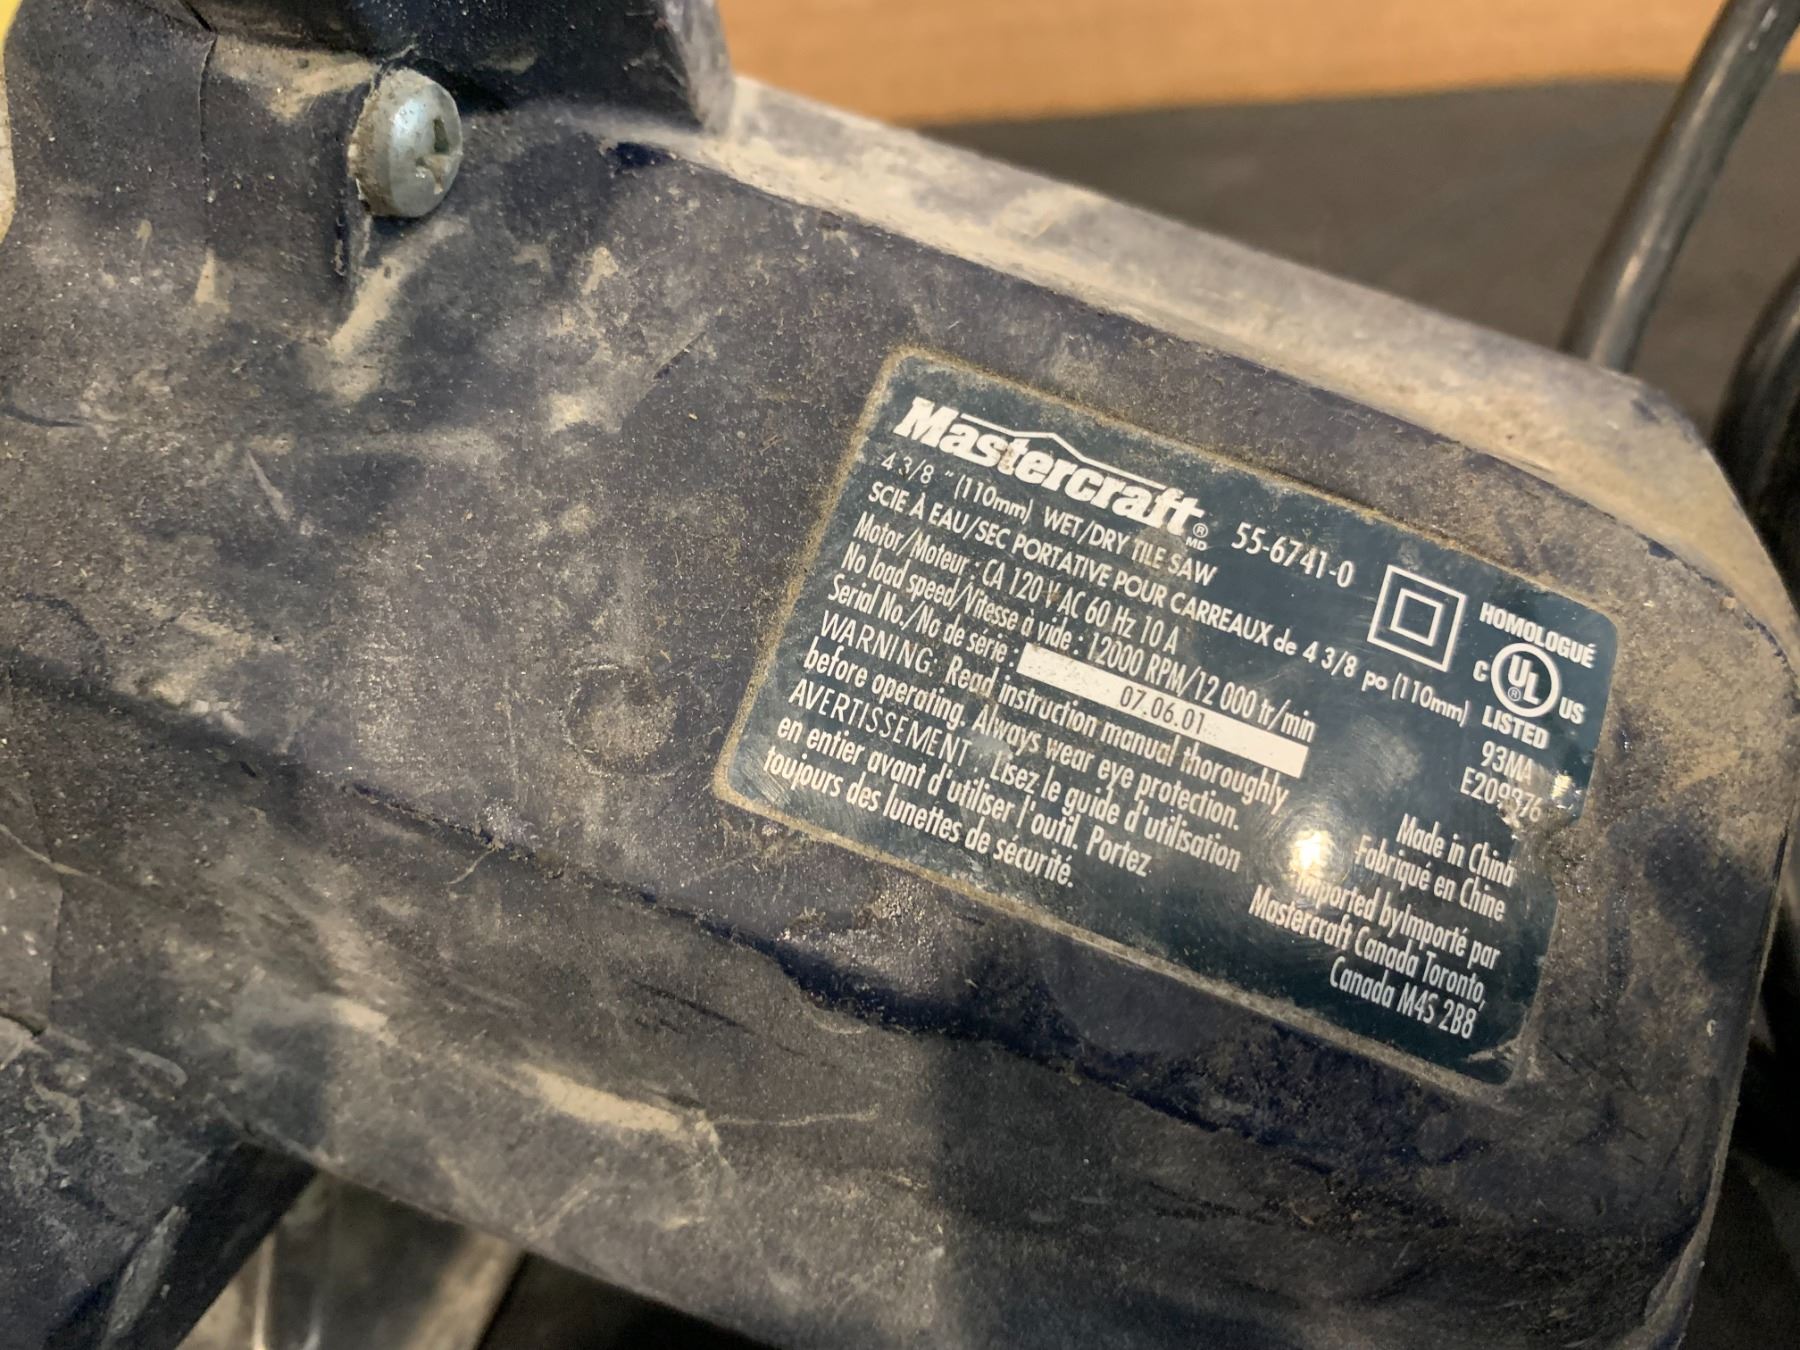 Mastercraft® MD 55-6741-0
4 3/8 " (110mm) WET/DRY TILE SAW
SCIE À EAU/SEC PORTATIVE POUR CARREAUX de 4 3/8 po (110mm)
Motor/Moteur : CA 120 V AC 60 Hz 10 A
No load speed/Vitesse à vide : 12000 RPM/12 000 tr/min
Serial No./No de série : 07.06.01
WARNING: Read instruction manual thoroughly
before operating. Always wear eye protection.
AVERTISSEMENT : Lisez le guide d'utilisation
en entier avant d'utiliser l'outil. Portez
toujours des lunettes de sécurité.
HOMOLOGUÉ
C UL® US
LISTED
93MA
Made in China
Fabriqué en Chine
Imported by/Importé par
Mastercraft Canada Toronto,
Canada M4S 2B8